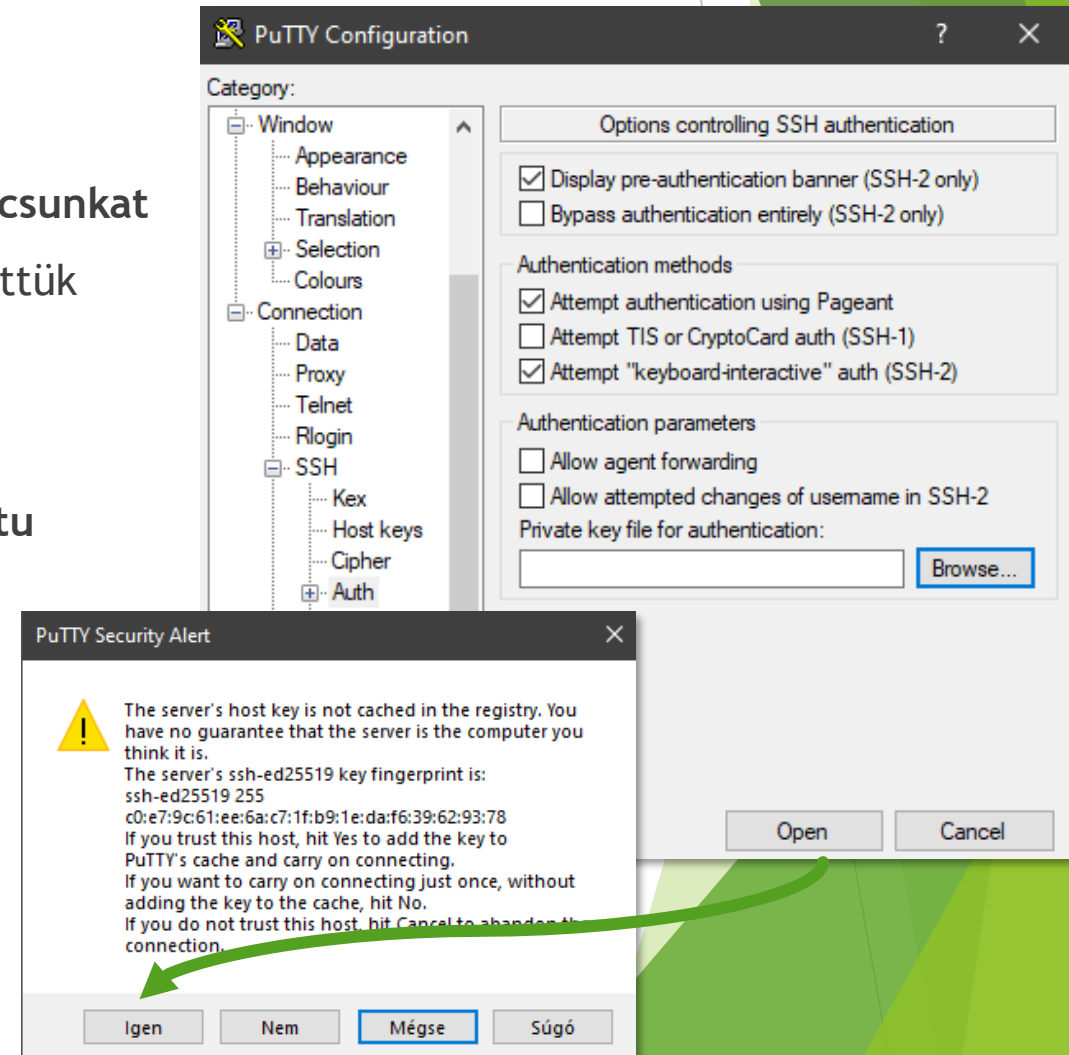 csunkat
ttük
tu
PuTTY Configuration
?
Category:
Window
Appearance
Behaviour
Translation
Selection
Colours
Connection
Data
Proxy
Telnet
Rlogin
SSH
Kex
Host keys
Cipher
Auth
Options controlling SSH authentication
Display pre-authentication banner (SSH-2 only)
Bypass authentication entirely (SSH-2 only)
Authentication methods
Attempt authentication using Pageant
Attempt TIS or CryptoCard auth (SSH-1)
Attempt "keyboard-interactive" auth (SSH-2)
Authentication parameters
Allow agent forwarding
Allow attempted changes of username in SSH-2
Private key file for authentication:
Browse...
Open Cancel
PuTTY Security Alert
The server's host key is not cached in the registry. You
have no guarantee that the server is the computer you
think it is.
The server's ssh-ed25519 key fingerprint is:
ssh-ed25519 255
c0:e7:9c:61:ee:6a:c7:1f:b9:1e:da:f6:39:62:93:78
If you trust this host, hit Yes to add the key to
PuTTY's cache and carry on connecting.
If you want to carry on connecting just once, without
adding the key to the cache, hit No.
If you do not trust this host, hit Cancel to abandon the
connection.
Igen Nem Mégse Súgó